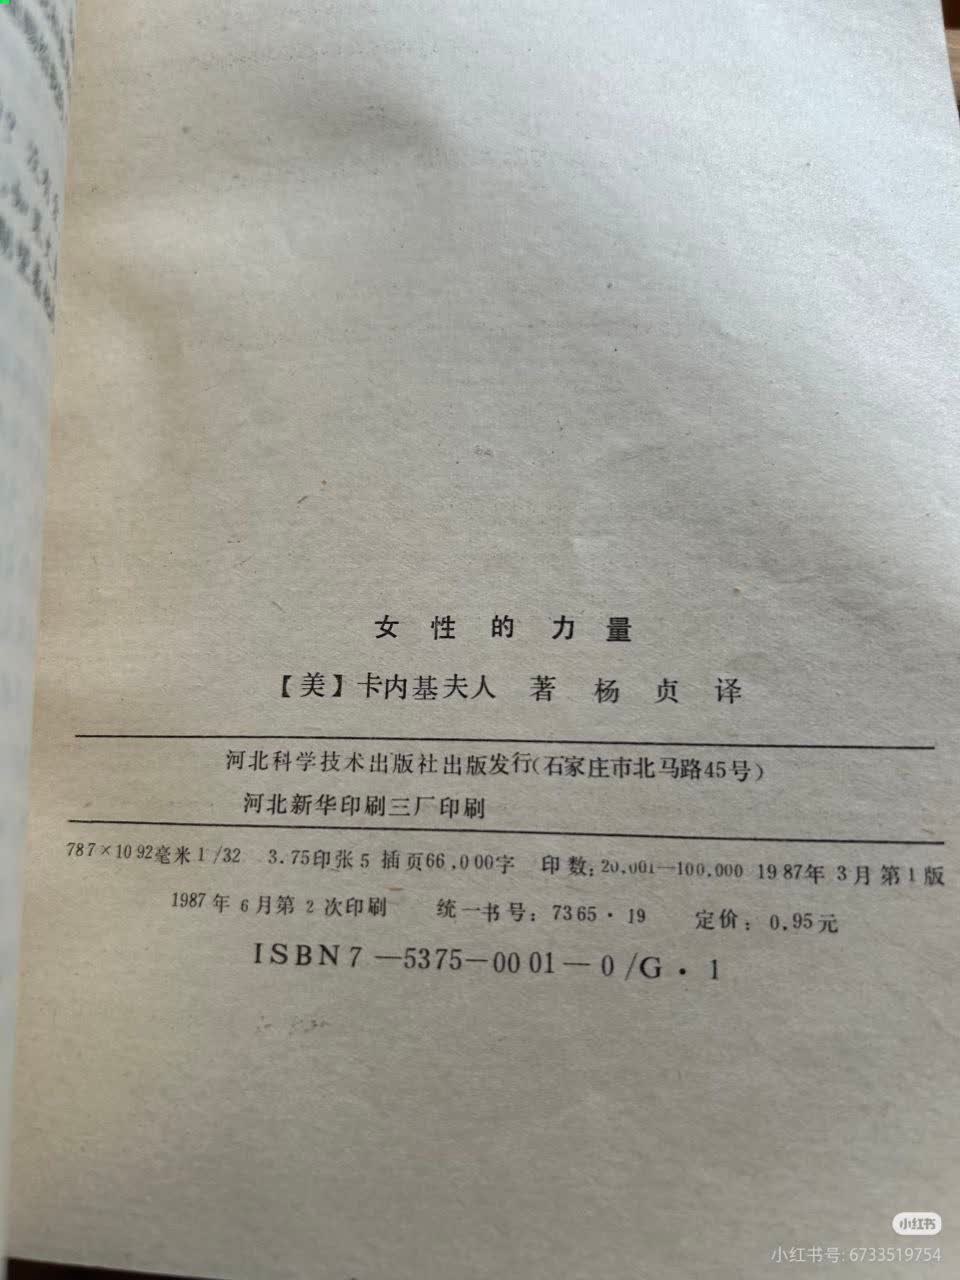 女性的力量
【美】卡内基夫人 著 杨贞 译
河北科学技术出版社出版发行(石家庄市北马路45号)
河北新华印刷三厂印刷
787×1092毫米1/32 3.75印张5插页66,000字 印数:20,001—100,000 1987年3月第1版
1987年6月第2次印刷 统一书号:7365·19 定价:0.95元
ISBN7—5375—0001—0/G·1
小红书
小红书号: 6733519754